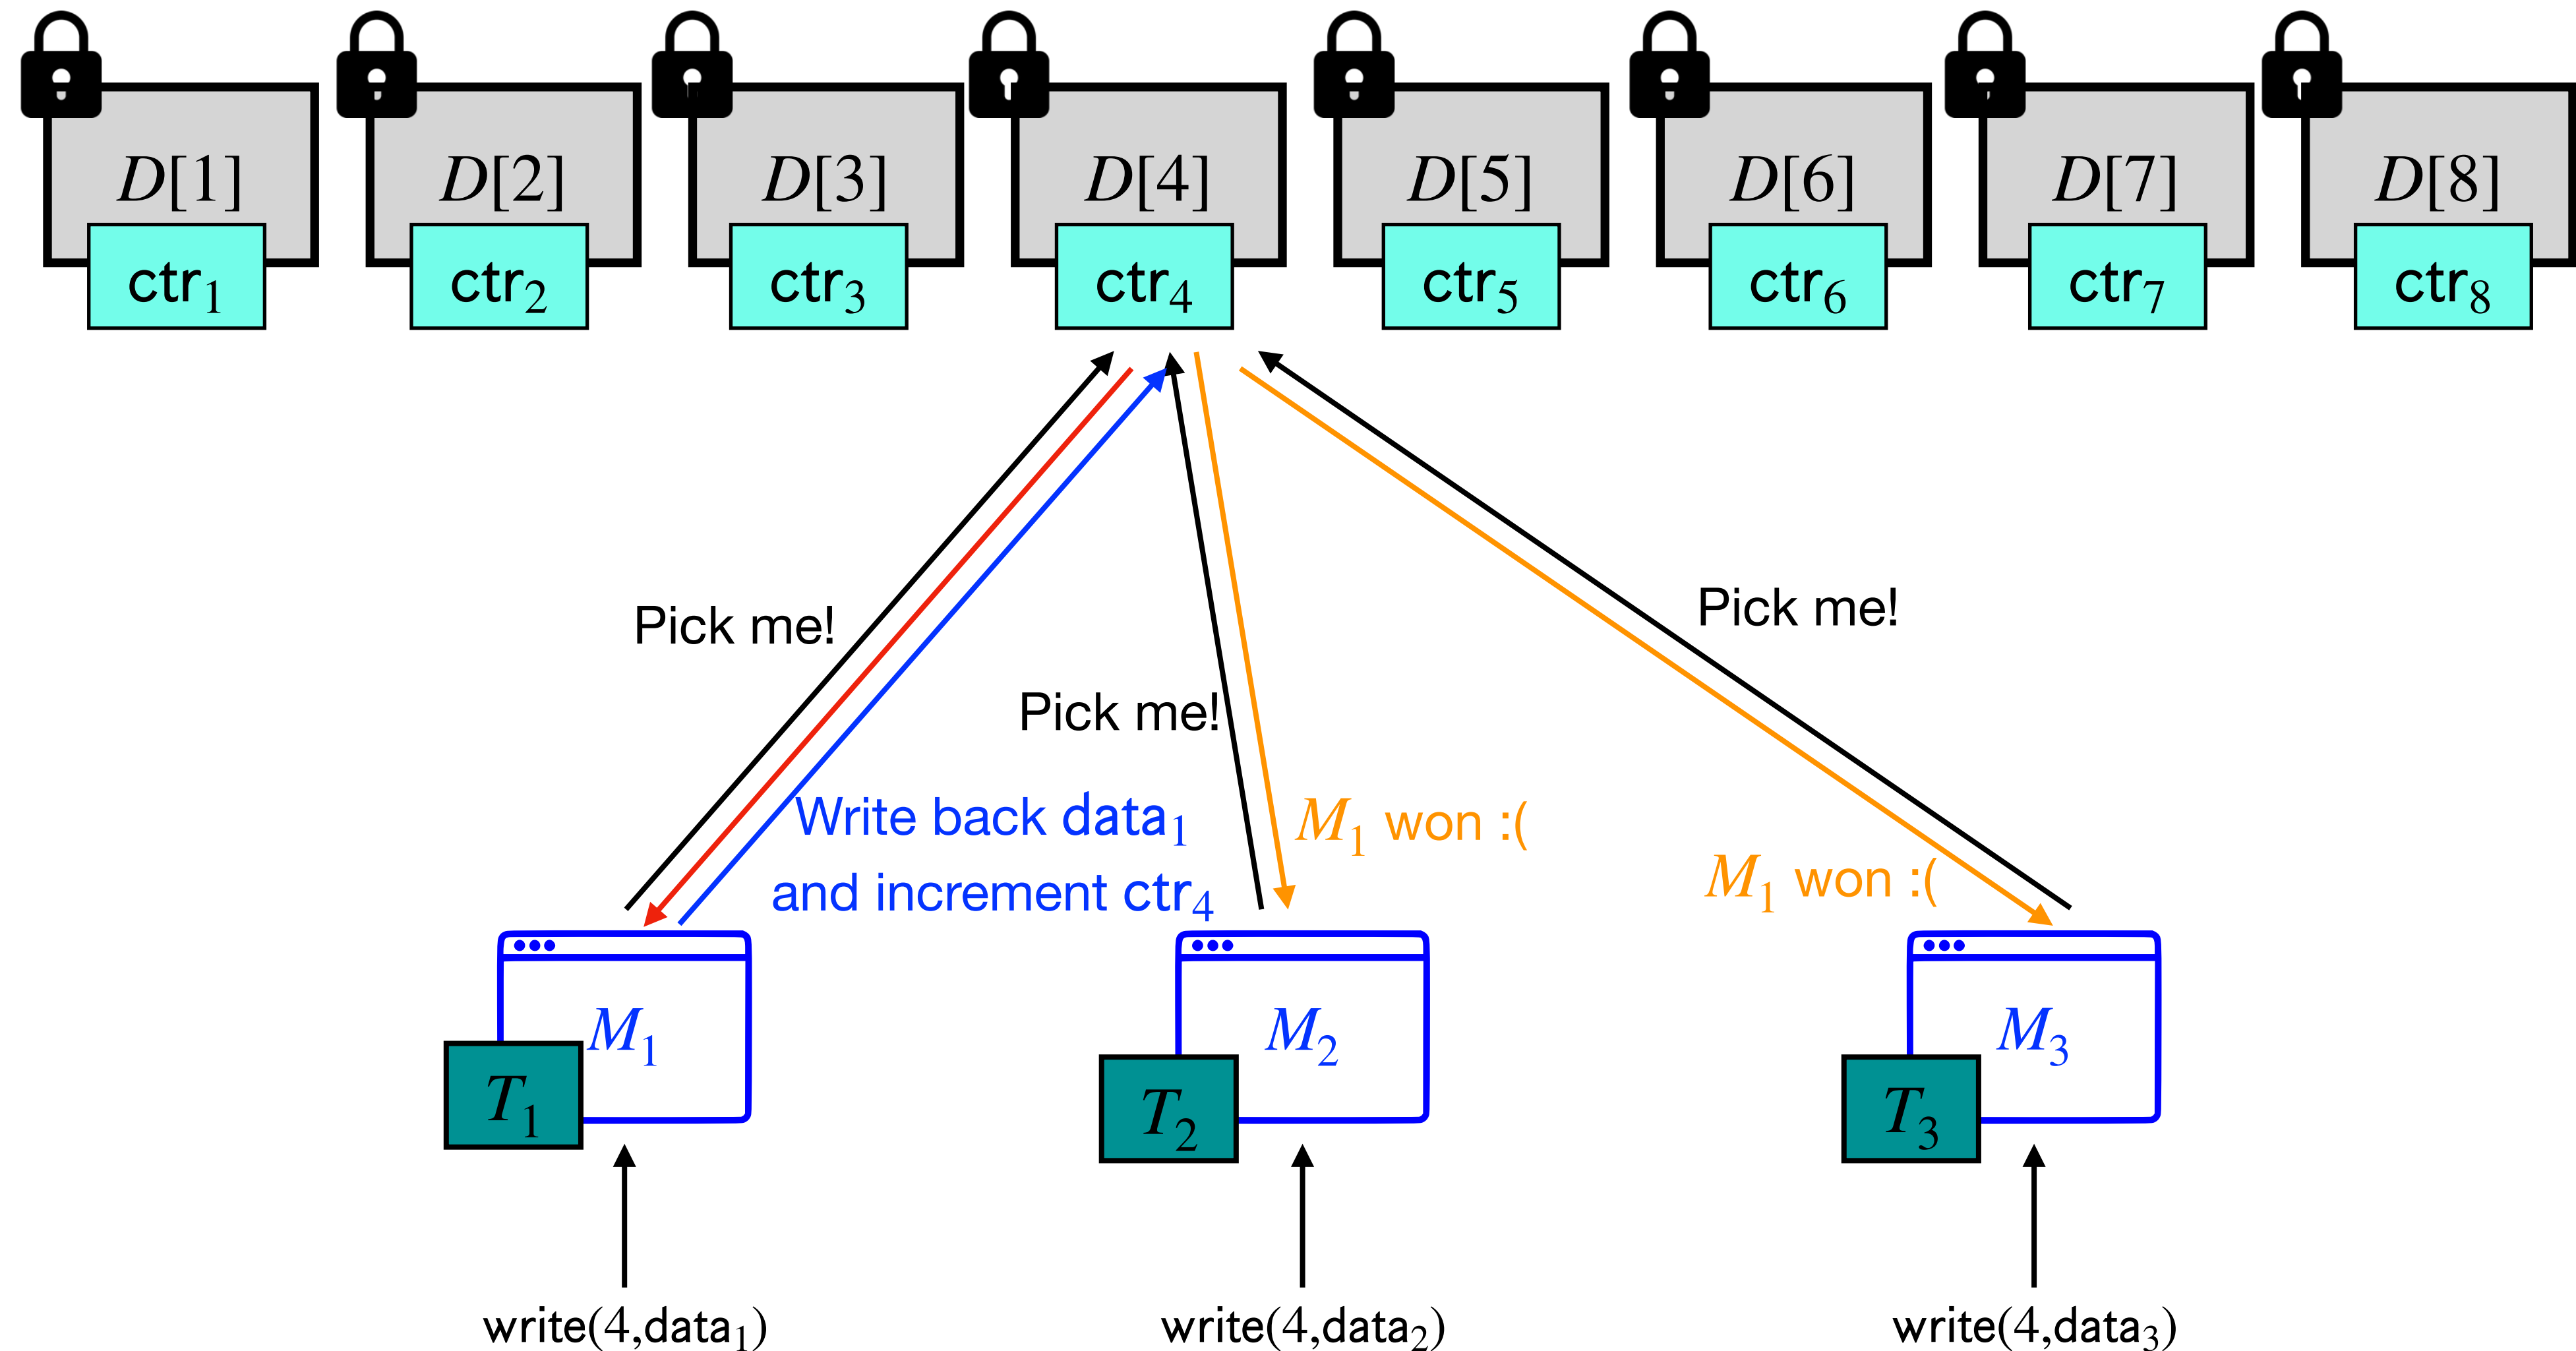 D[1] D[2] D[3] D[4] D[5] D[6] D[7] D[8]
ctr₁ ctr₂ ctr₃ ctr₄ ctr₅ ctr₆ ctr₇ ctr₈
Pick me!
Pick me!
Pick me!
Write back data₁
and increment ctr₄
M₁ won :(
M₁ won :(
M₁ M₂ M₃
T₁ T₂ T₃
write(4,data₁) write(4,data₂) write(4,data₃)